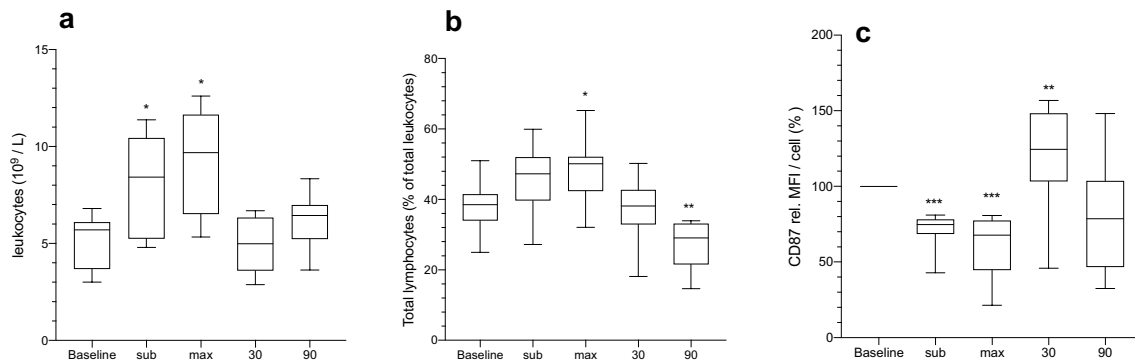 a
leukocytes (10⁹ / L)
15
10
5
0
*
*
Baseline sub max 30 90
b
Total lymphocytes (% of total leukocytes)
80
60
40
20
0
*
**
Baseline sub max 30 90
c
CD87 rel. MFI / cell (% )
200
150
100
50
0
***
***
**
Baseline sub max 30 90